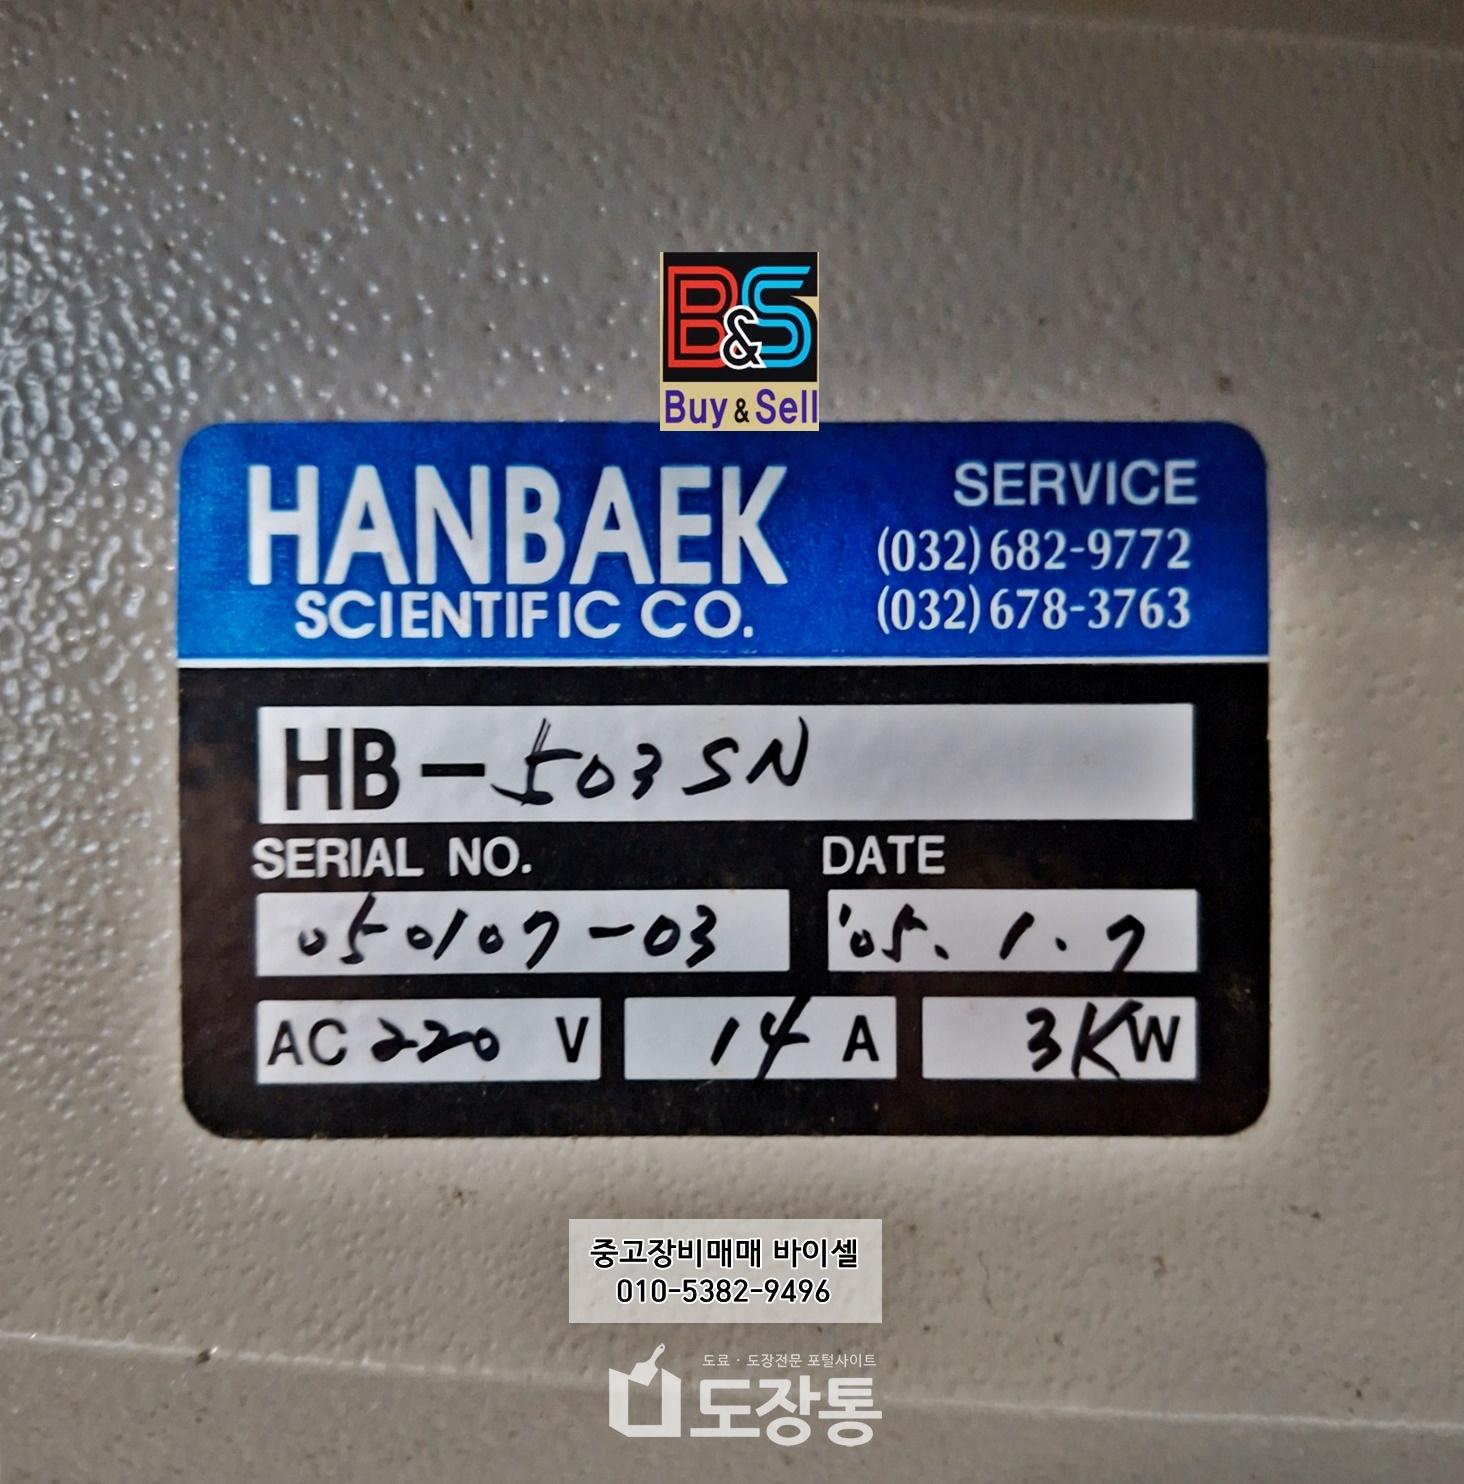 B&S
Buy & Sell
HANBAEK
SCIENTIFIC CO.
SERVICE
(032) 682-9772
(032) 678-3763
HB-503SN
SERIAL NO.
DATE
050107-03
'05. 1. 7
AC 220 V
14 A
3KW
중고장비매매 바이셀
010-5382-9496
도료 · 도장전문 포털사이트
도장통